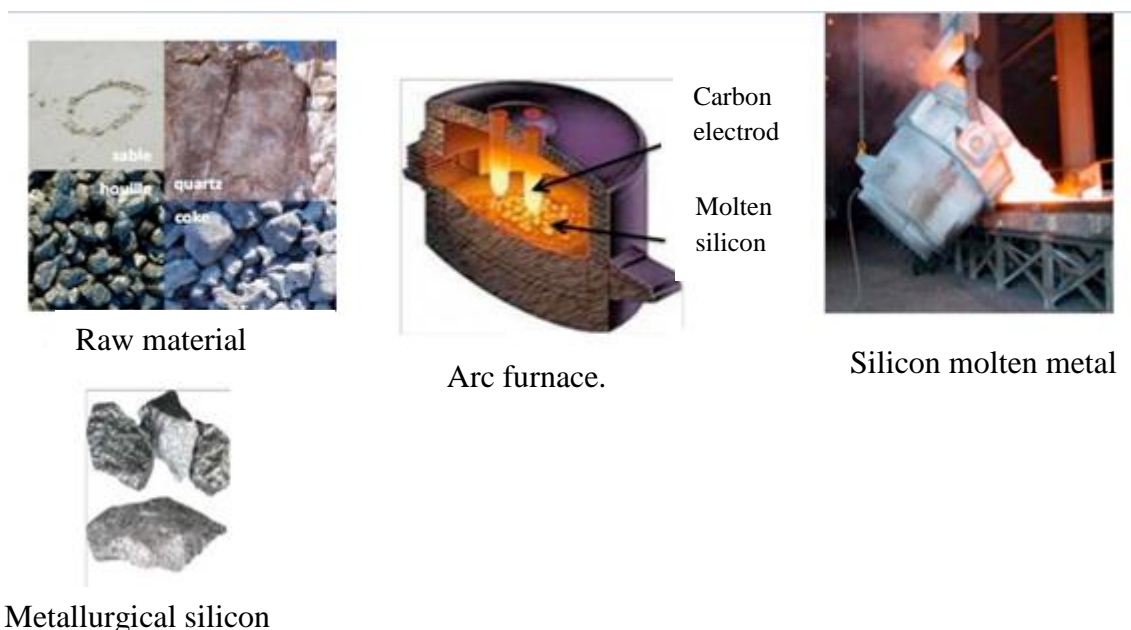 sable
houille
quartz
coke
Raw material
Carbon
electrod
Molten
silicon
Arc furnace.
Silicon molten metal
Metallurgical silicon